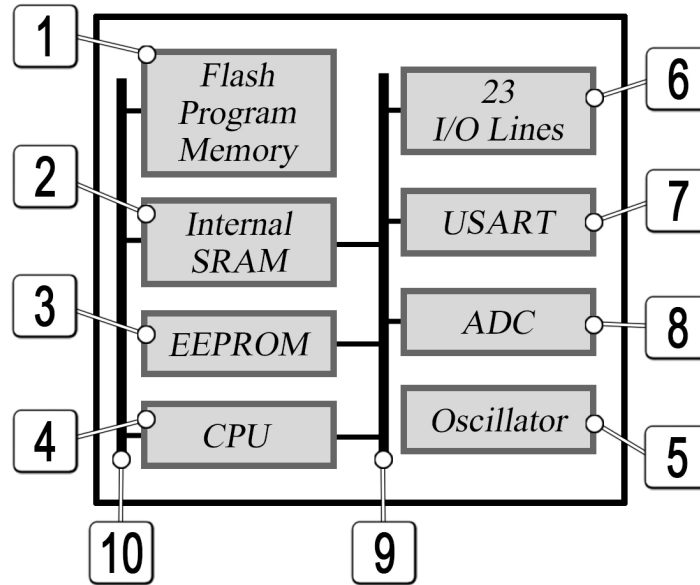 1
Flash
Program
Memory
2
Internal
SRAM
3
EEPROM
4
CPU
23
I/O Lines
6
USART
7
ADC
8
Oscillator
5
10
9